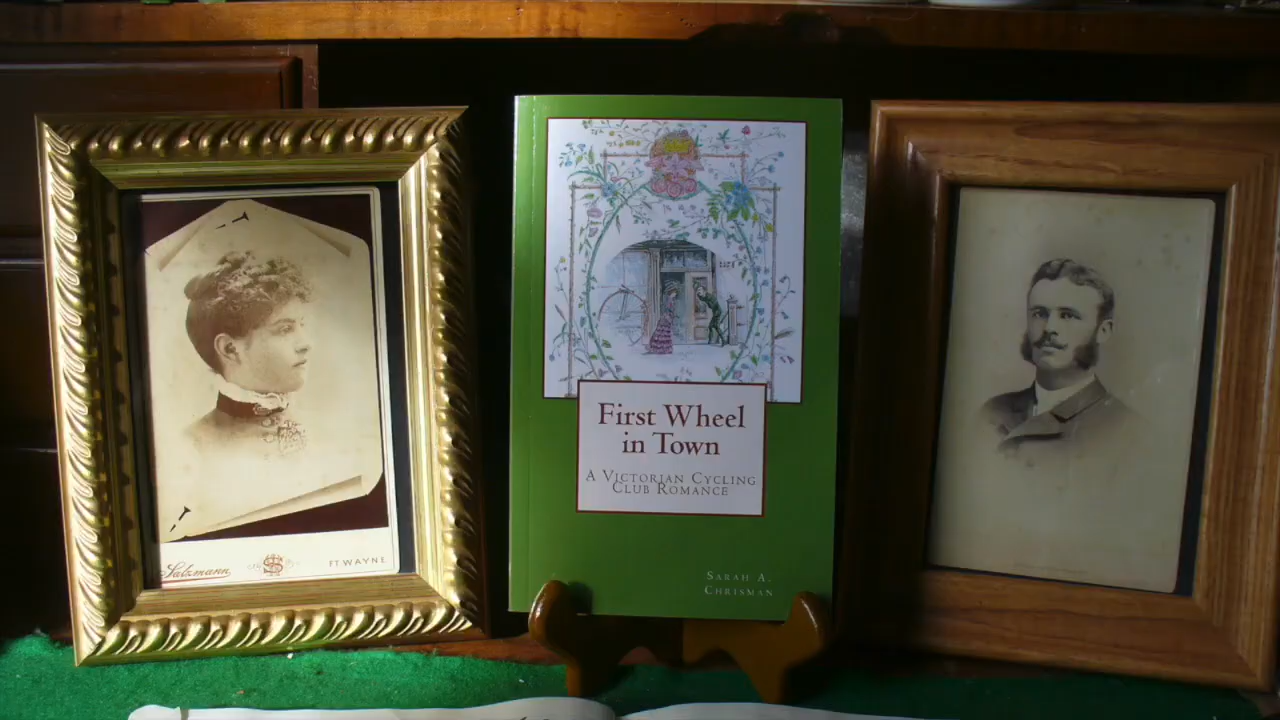 Salzmann
FT WAYNE
First Wheel
in Town
A Victorian Cycling
Club Romance
Sarah A.
Chrisman